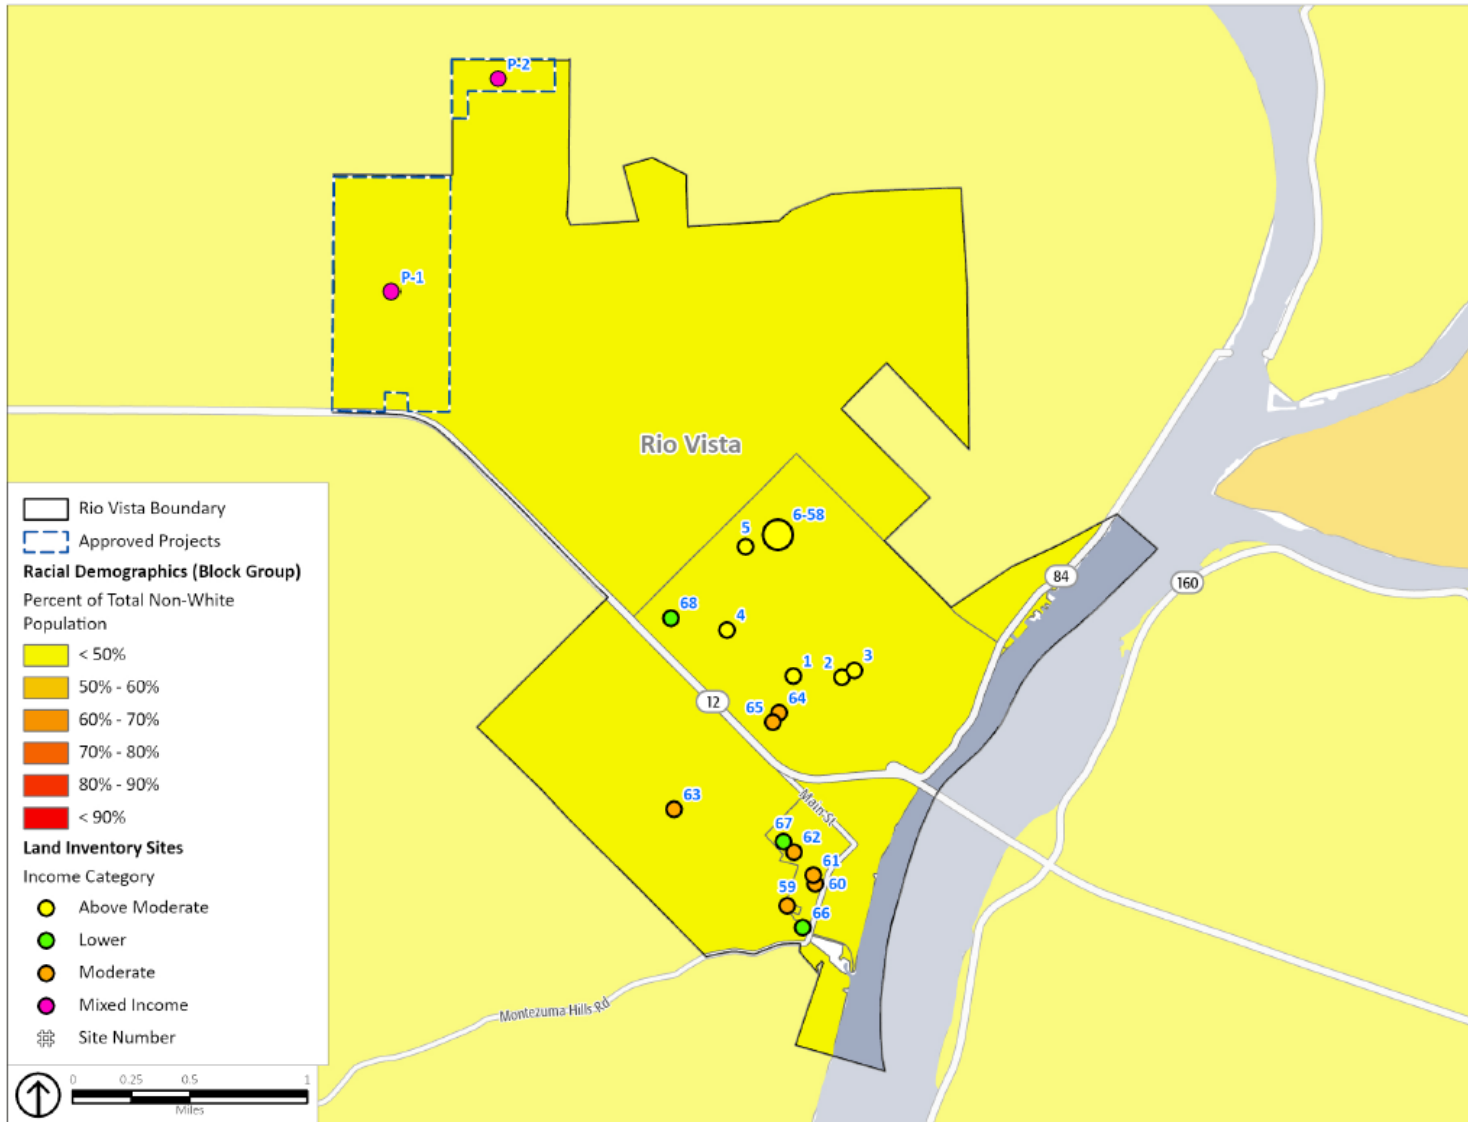 P-2
P-1
Rio Vista
6-58
5
84
160
68
4
3
1
2
64
65
12
63
Main St
67
62
61
60
59
66
Montezuma Hills Rd
Rio Vista Boundary
Approved Projects
Racial Demographics (Block Group)
Percent of Total Non-White
Population
< 50%
50% - 60%
60% - 70%
70% - 80%
80% - 90%
< 90%
Land Inventory Sites
Income Category
Above Moderate
Lower
Moderate
Mixed Income
# Site Number
0 0.25 0.5 1
Miles